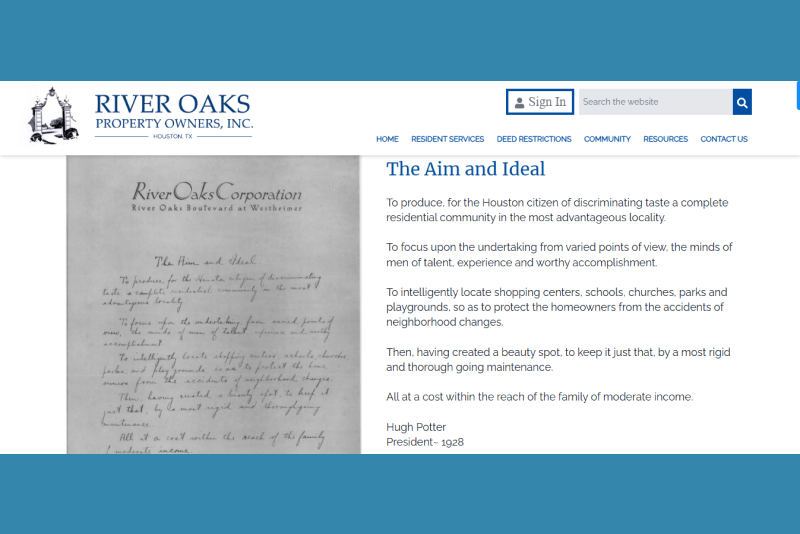 RIVER OAKS
PROPERTY OWNERS, INC.
HOUSTON, TX
Sign In
Search the website
HOME RESIDENT SERVICES DEED RESTRICTIONS COMMUNITY RESOURCES CONTACT US
River Oaks Corporation
River Oaks Boulevard at Westheimer
The Aim and Ideal
To produce, for the Houston citizen of discriminating
taste a complete residential community in the most
advantageous locality
To focus upon the undertaking from varied points of
view, the minds of men of talent experience and worthy
accomplishment
To intelligently locate shopping centers, schools, churches
parks, and play grounds so as to protect the home
owners from the accidents of neighborhood changes.
Then, having created a beauty spot, to keep it
just that, by a most rigid and thoroughgoing
maintenance.
All at a cost within the reach of the family
of moderate income.
The Aim and Ideal
To produce, for the Houston citizen of discriminating taste a complete
residential community in the most advantageous locality.
To focus upon the undertaking from varied points of view, the minds of
men of talent, experience and worthy accomplishment.
To intelligently locate shopping centers, schools, churches, parks and
playgrounds, so as to protect the homeowners from the accidents of
neighborhood changes.
Then, having created a beauty spot, to keep it just that, by a most rigid
and thorough going maintenance.
All at a cost within the reach of the family of moderate income.
Hugh Potter
President~ 1928